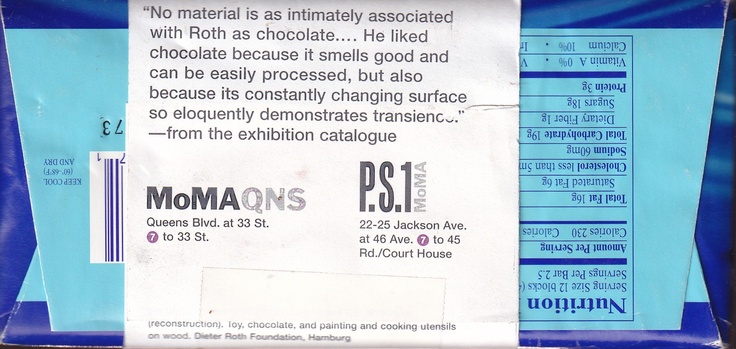 "No material is as intimately associated
with Roth as chocolate.... He liked
chocolate because it smells good and
can be easily processed, but also
because its constantly changing surface
so eloquently demonstrates transience."
—from the exhibition catalogue
MoMAQNS
Queens Blvd. at 33 St.
7 to 33 St.
P.S.1 MoMA
22-25 Jackson Ave.
at 46 Ave. 7 to 45
Rd./Court House
(reconstruction). Toy, chocolate, and painting and cooking utensils
on wood. Dieter Roth Foundation, Hamburg
KEEP COOL
(60°-68°F)
AND DRY
73
7
1
Nutrition
Serving Size 12 blocks (
Servings Per Bar 2.5
Amount Per Serving
Calories 230 Calories
Total Fat 16g
Saturated Fat 6g
Cholesterol less than 5m
Sodium 60mg
Total Carbohydrate 19g
Dietary Fiber 1g
Sugars 18g
Protein 3g
Vitamin A 0% • V
Calcium 10% • Ir